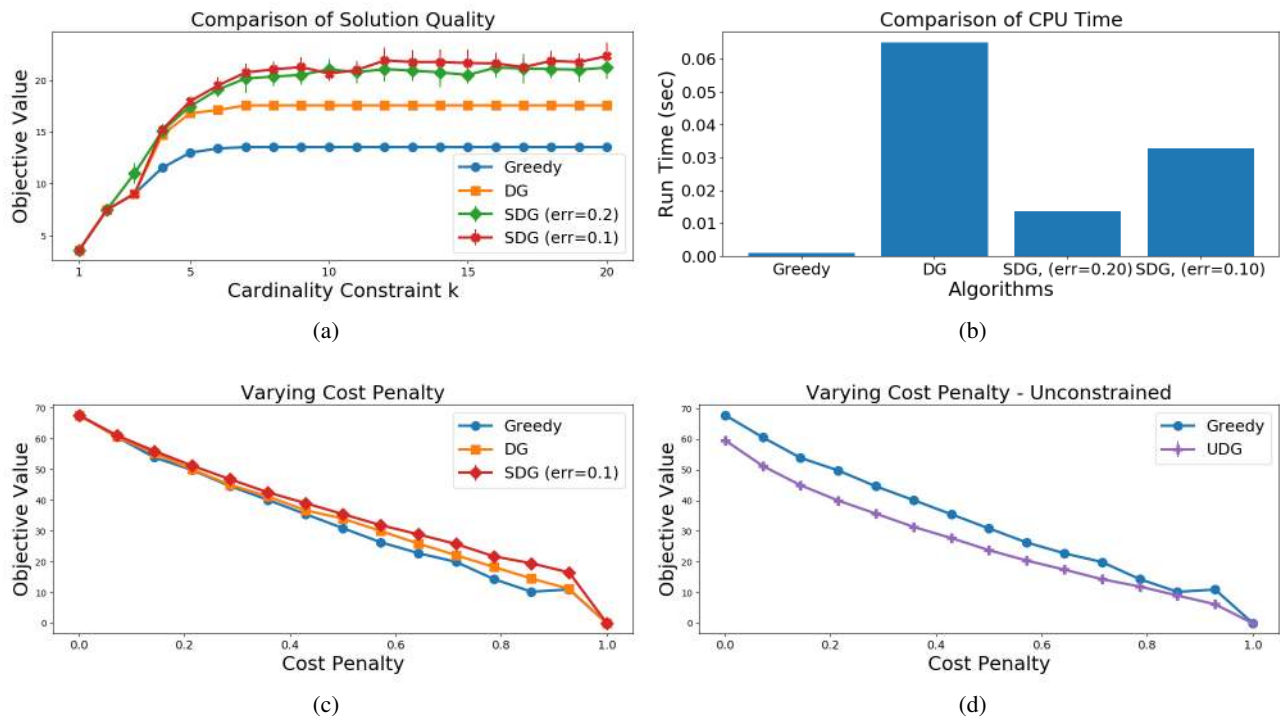 Comparison of Solution Quality
Objective Value
20
15
10
5
Greedy
DG
SDG (err=0.2)
SDG (err=0.1)
1
5
10
15
20
Cardinality Constraint k
(a)
Comparison of CPU Time
Run Time (sec)
0.06
0.05
0.04
0.03
0.02
0.01
0.00
Greedy
DG
SDG, (err=0.20)
SDG, (err=0.10)
Algorithms
(b)
Varying Cost Penalty
Objective Value
70
60
50
40
30
20
10
0
Greedy
DG
SDG (err=0.1)
0.0
0.2
0.4
0.6
0.8
1.0
Cost Penalty
(c)
Varying Cost Penalty - Unconstrained
Objective Value
70
60
50
40
30
20
10
0
Greedy
UDG
0.0
0.2
0.4
0.6
0.8
1.0
Cost Penalty
(d)